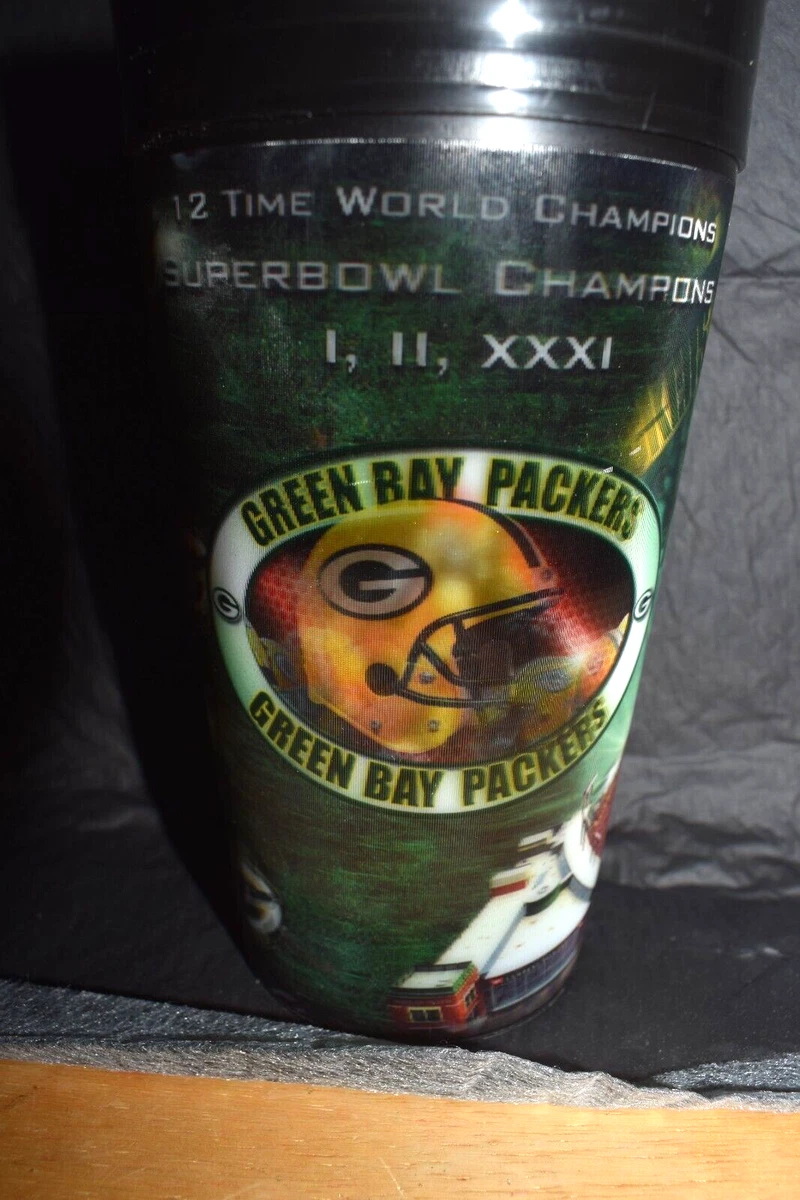 12 TIME WORLD CHAMPIONS
SUPERBOWL CHAMPIONS
I, II, XXXI
GREEN BAY PACKERS
G
G
G
GREEN BAY PACKERS
G